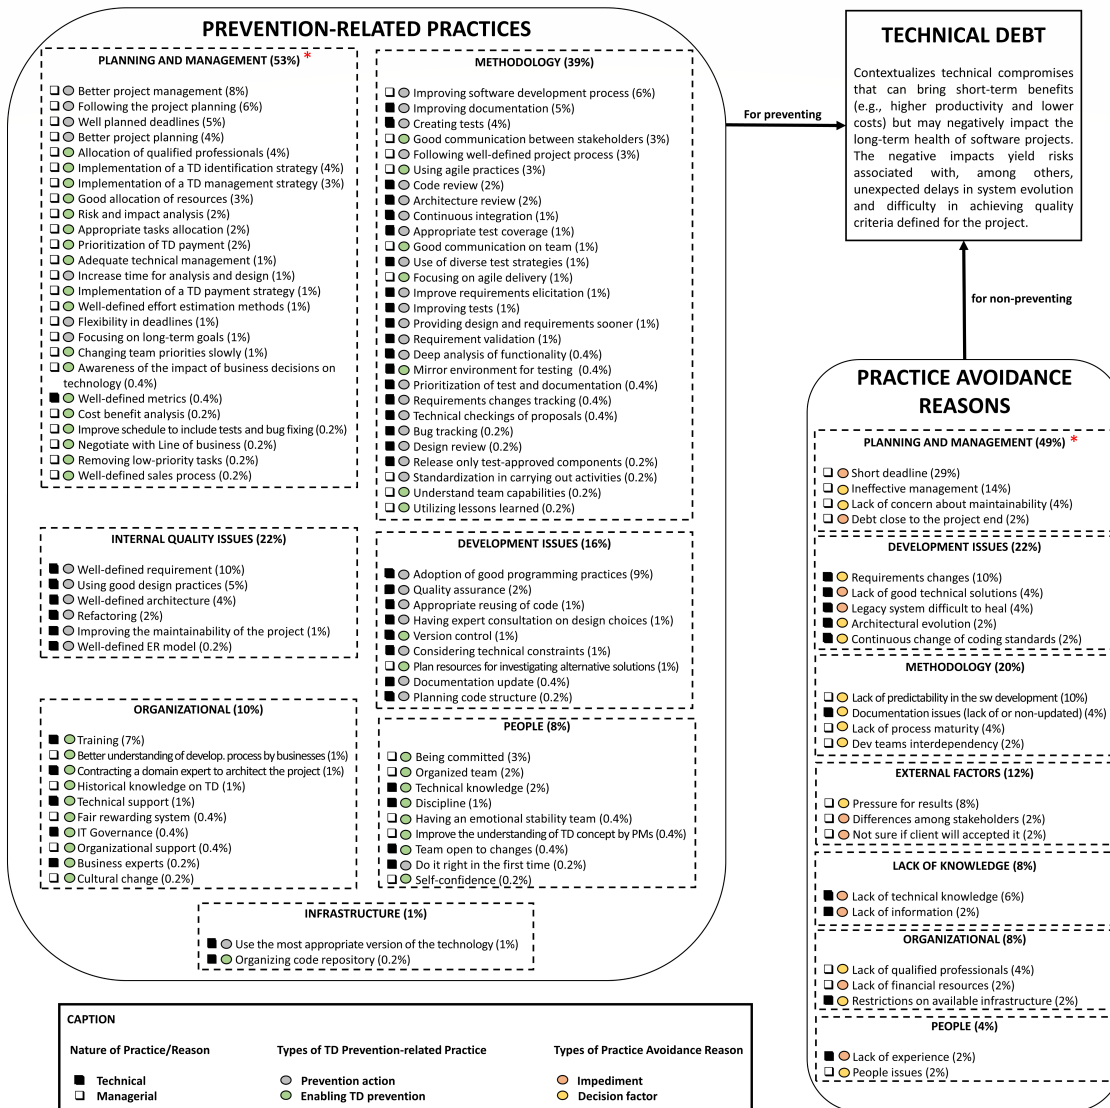 PREVENTION-RELATED PRACTICES
PLANNING AND MANAGEMENT (53%) *
Better project management (8%)
Following the project planning (6%)
Well planned deadlines (5%)
Better project planning (4%)
Allocation of qualified professionals (4%)
Implementation of a TD identification strategy (4%)
Implementation of a TD management strategy (3%)
Good allocation of resources (3%)
Risk and impact analysis (2%)
Appropriate tasks allocation (2%)
Prioritization of TD payment (2%)
Adequate technical management (1%)
Increase time for analysis and design (1%)
Implementation of a TD payment strategy (1%)
Well-defined effort estimation methods (1%)
Flexibility in deadlines (1%)
Focusing on long-term goals (1%)
Changing team priorities slowly (1%)
Awareness of the impact of business decisions on
technology (0.4%)
Well-defined metrics (0.4%)
Cost benefit analysis (0.2%)
Improve schedule to include tests and bug fixing (0.2%)
Negotiate with Line of business (0.2%)
Removing low-priority tasks (0.2%)
Well-defined sales process (0.2%)
METHODOLOGY (39%)
Improving software development process (6%)
Improving documentation (5%)
Creating tests (4%)
Good communication between stakeholders (3%)
Following well-defined project process (3%)
Using agile practices (3%)
Code review (2%)
Architecture review (2%)
Continuous integration (1%)
Appropriate test coverage (1%)
Good communication on team (1%)
Use of diverse test strategies (1%)
Focusing on agile delivery (1%)
Improve requirements elicitation (1%)
Improving tests (1%)
Providing design and requirements sooner (1%)
Requirement validation (1%)
Deep analysis of functionality (0.4%)
Mirror environment for testing (0.4%)
Prioritization of test and documentation (0.4%)
Requirements changes tracking (0.4%)
Technical checkings of proposals (0.4%)
Bug tracking (0.2%)
Design review (0.2%)
Release only test-approved components (0.2%)
Standardization in carrying out activities (0.2%)
Understand team capabilities (0.2%)
Utilizing lessons learned (0.2%)
INTERNAL QUALITY ISSUES (22%)
Well-defined requirement (10%)
Using good design practices (5%)
Well-defined architecture (4%)
Refactoring (2%)
Improving the maintainability of the project (1%)
Well-defined ER model (0.2%)
DEVELOPMENT ISSUES (16%)
Adoption of good programming practices (9%)
Quality assurance (2%)
Appropriate reusing of code (1%)
Having expert consultation on design choices (1%)
Version control (1%)
Considering technical constraints (1%)
Plan resources for investigating alternative solutions (1%)
Documentation update (0.4%)
Planning code structure (0.2%)
ORGANIZATIONAL (10%)
Training (7%)
Better understanding of develop. process by businesses (1%)
Contracting a domain expert to architect the project (1%)
Historical knowledge on TD (1%)
Technical support (1%)
Fair rewarding system (0.4%)
IT Governance (0.4%)
Organizational support (0.4%)
Business experts (0.2%)
Cultural change (0.2%)
PEOPLE (8%)
Being committed (3%)
Organized team (2%)
Technical knowledge (2%)
Discipline (1%)
Having an emotional stability team (0.4%)
Improve the understanding of TD concept by PMs (0.4%)
Team open to changes (0.4%)
Do it right in the first time (0.2%)
Self-confidence (0.2%)
INFRASTRUCTURE (1%)
Use the most appropriate version of the technology (1%)
Organizing code repository (0.2%)
For preventing
TECHNICAL DEBT
Contextualizes technical compromises
that can bring short-term benefits
(e.g., higher productivity and lower
costs) but may negatively impact the
long-term health of software projects.
The negative impacts yield risks
associated with, among others,
unexpected delays in system evolution
and difficulty in achieving quality
criteria defined for the project.
for non-preventing
PRACTICE AVOIDANCE
REASONS
PLANNING AND MANAGEMENT (49%) *
Short deadline (29%)
Ineffective management (14%)
Lack of concern about maintainability (4%)
Debt close to the project end (2%)
DEVELOPMENT ISSUES (22%)
Requirements changes (10%)
Lack of good technical solutions (4%)
Legacy system difficult to heal (4%)
Architectural evolution (2%)
Continuous change of coding standards (2%)
METHODOLOGY (20%)
Lack of predictability in the sw development (10%)
Documentation issues (lack of or non-updated) (4%)
Lack of process maturity (4%)
Dev teams interdependency (2%)
EXTERNAL FACTORS (12%)
Pressure for results (8%)
Differences among stakeholders (2%)
Not sure if client will accepted it (2%)
LACK OF KNOWLEDGE (8%)
Lack of technical knowledge (6%)
Lack of information (2%)
ORGANIZATIONAL (8%)
Lack of qualified professionals (4%)
Lack of financial resources (2%)
Restrictions on available infrastructure (2%)
PEOPLE (4%)
Lack of experience (2%)
People issues (2%)
CAPTION
Nature of Practice/Reason
Technical
Managerial
Types of TD Prevention-related Practice
Prevention action
Enabling TD prevention
Types of Practice Avoidance Reason
Impediment
Decision factor